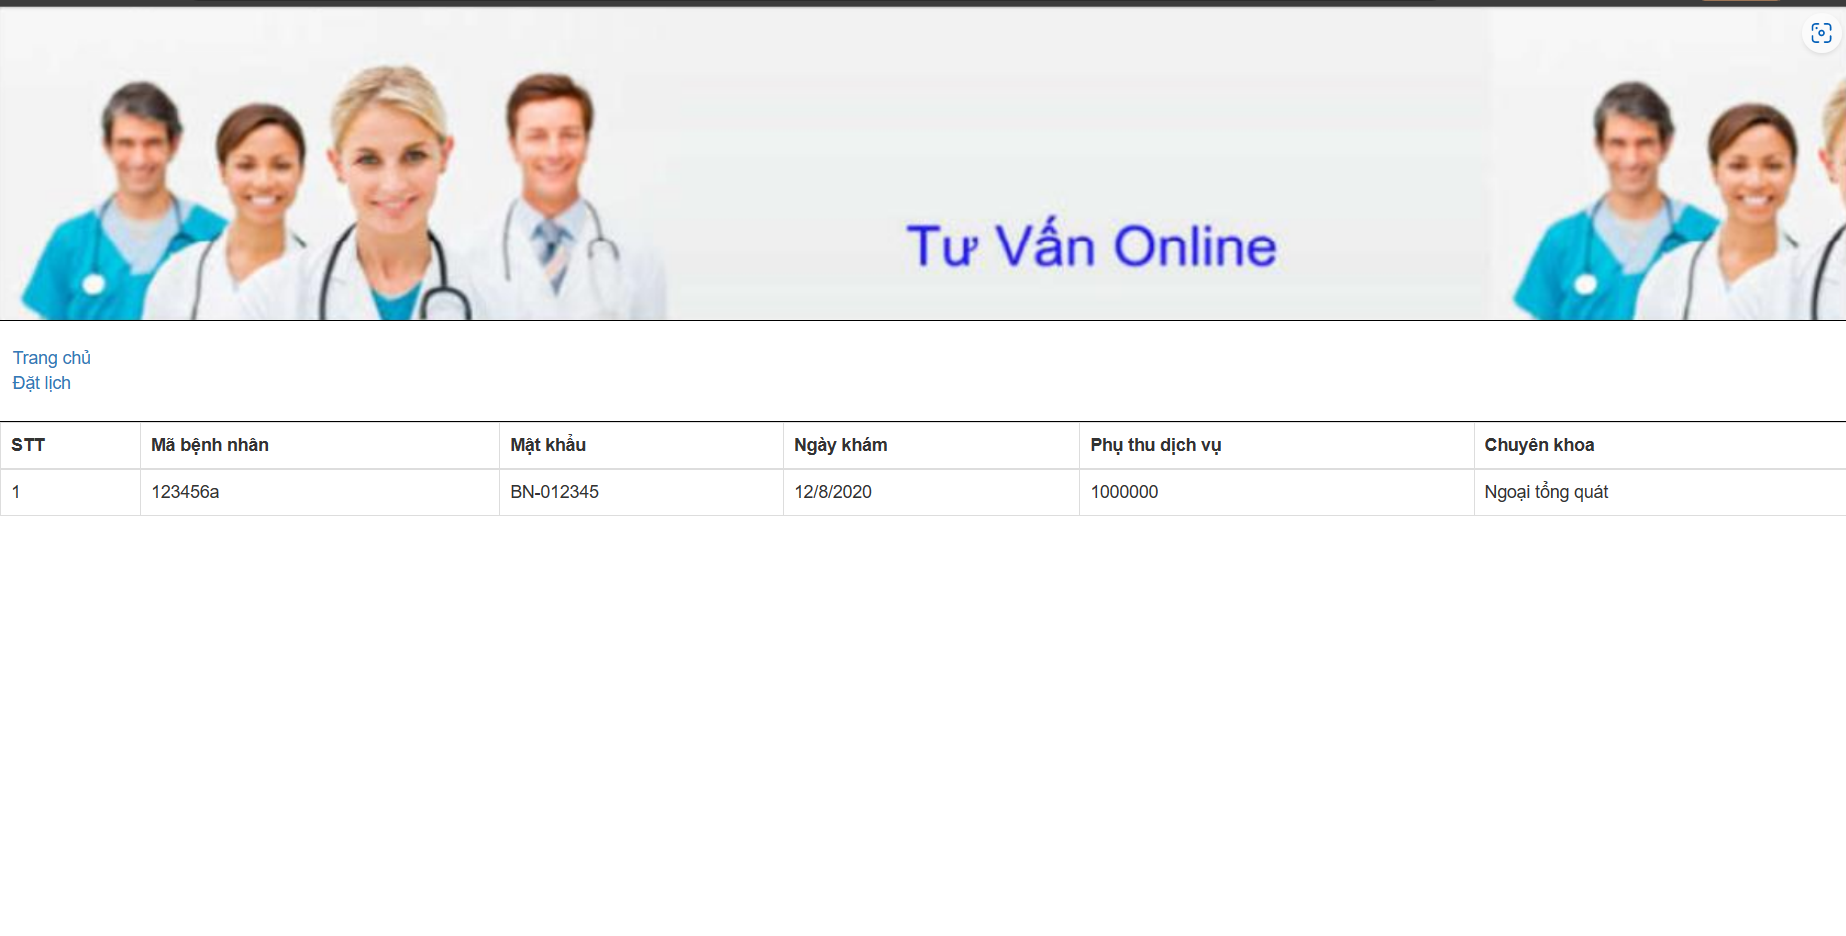 Tư Vấn Online
Trang chủ
Đặt lịch
STT Mã bệnh nhân Mật khẩu Ngày khám Phụ thu dịch vụ Chuyên khoa
1 123456a BN-012345 12/8/2020 1000000 Ngoại tổng quát